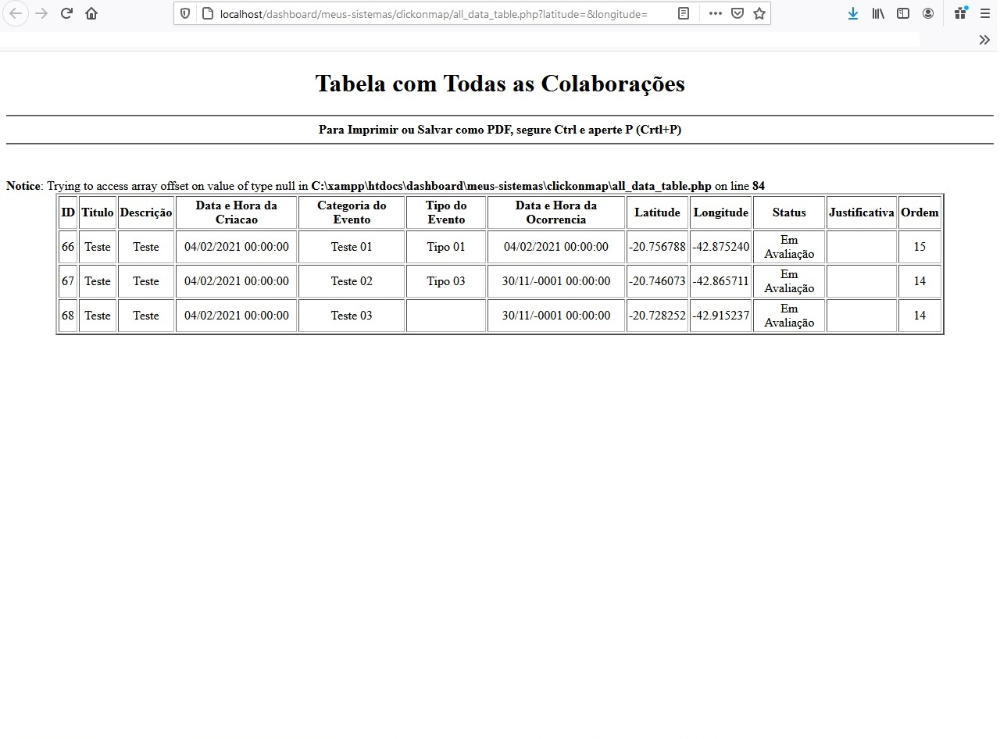 localhost/dashboard/meus-sistemas/clickonmap/all_data_table.php?latitude=&longitude=
Tabela com Todas as Colaborações
Para Imprimir ou Salvar como PDF, segure Ctrl e aperte P (Crtl+P)
Notice: Trying to access array offset on value of type null in C:\xampp\htdocs\dashboard\meus-sistemas\clickonmap\all_data_table.php on line 84
ID Titulo Descrição Data e Hora da Criacao Categoria do Evento Tipo do Evento Data e Hora da Ocorrencia Latitude Longitude Status Justificativa Ordem
66 Teste Teste 04/02/2021 00:00:00 Teste 01 Tipo 01 04/02/2021 00:00:00 -20.756788 -42.875240 Em Avaliação 15
67 Teste Teste 04/02/2021 00:00:00 Teste 02 Tipo 03 30/11/-0001 00:00:00 -20.746073 -42.865711 Em Avaliação 14
68 Teste Teste 04/02/2021 00:00:00 Teste 03 30/11/-0001 00:00:00 -20.728252 -42.915237 Em Avaliação 14